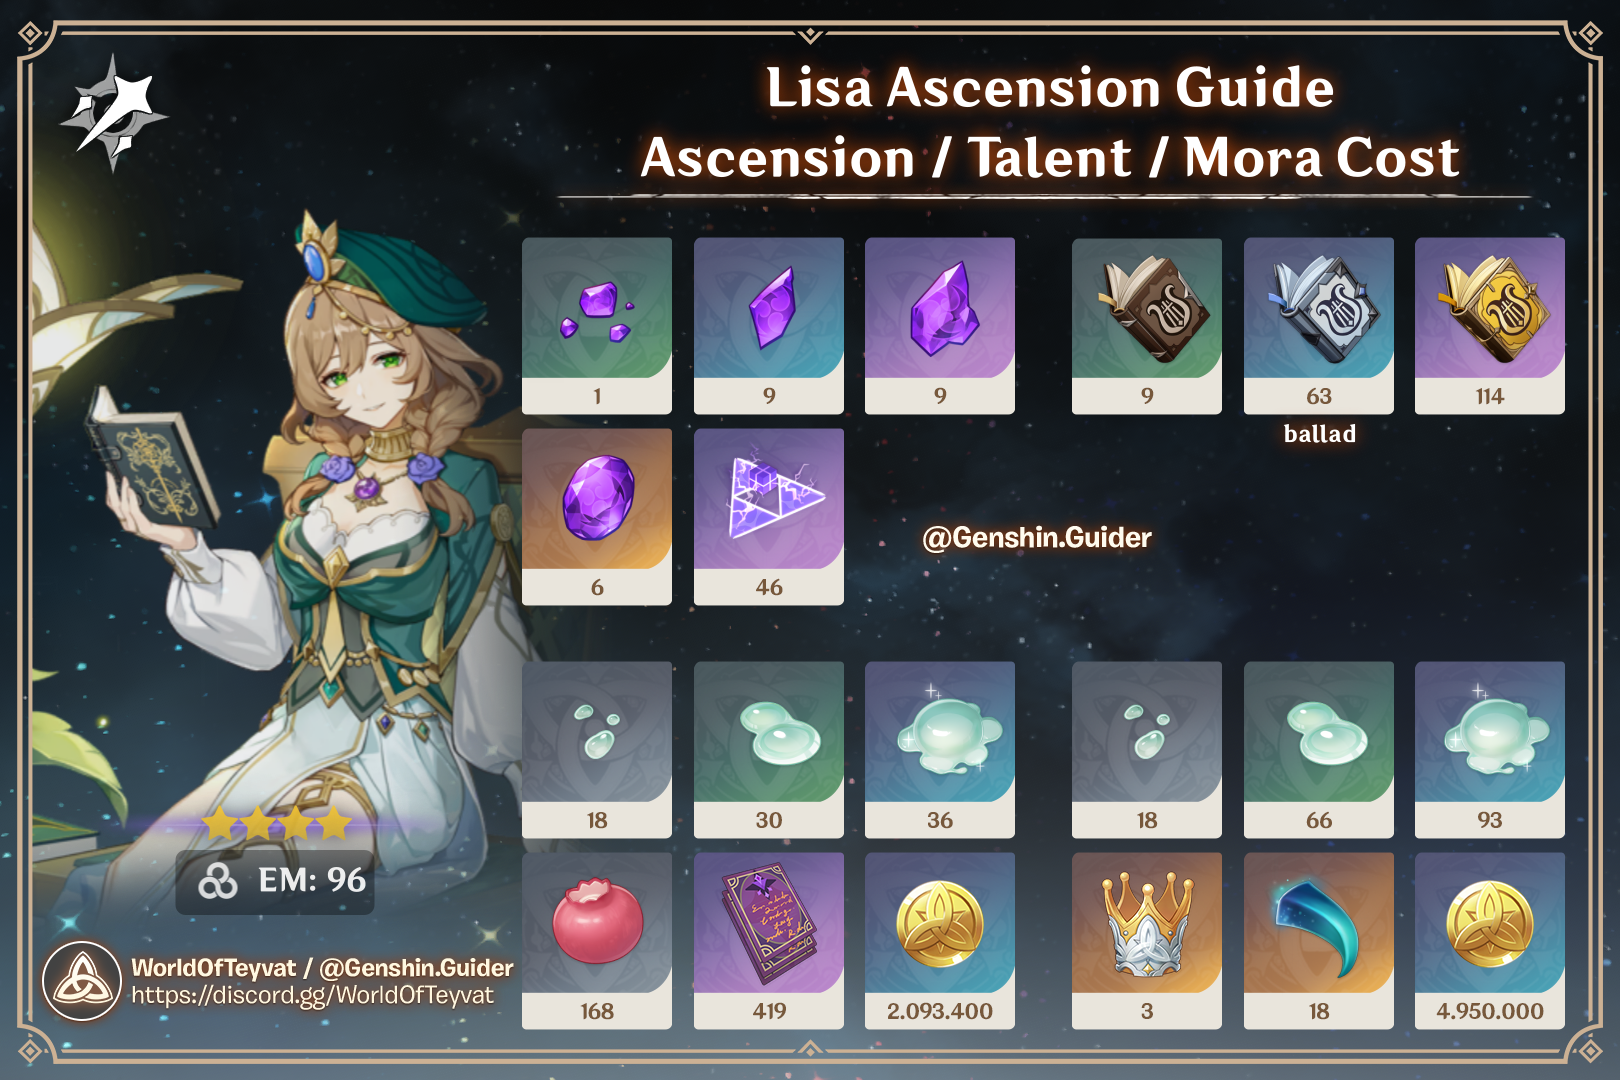 Lisa Ascension Guide
Ascension / Talent / Mora Cost
1 9 9 9 63 114
ballad
6 46
@Genshin.Guider
18 30 36 18 66 93
168 419 2.093.400 3 18 4.950.000
EM: 96
WorldOfTeyvat / @Genshin.Guider
https://discord.gg/WorldOfTeyvat